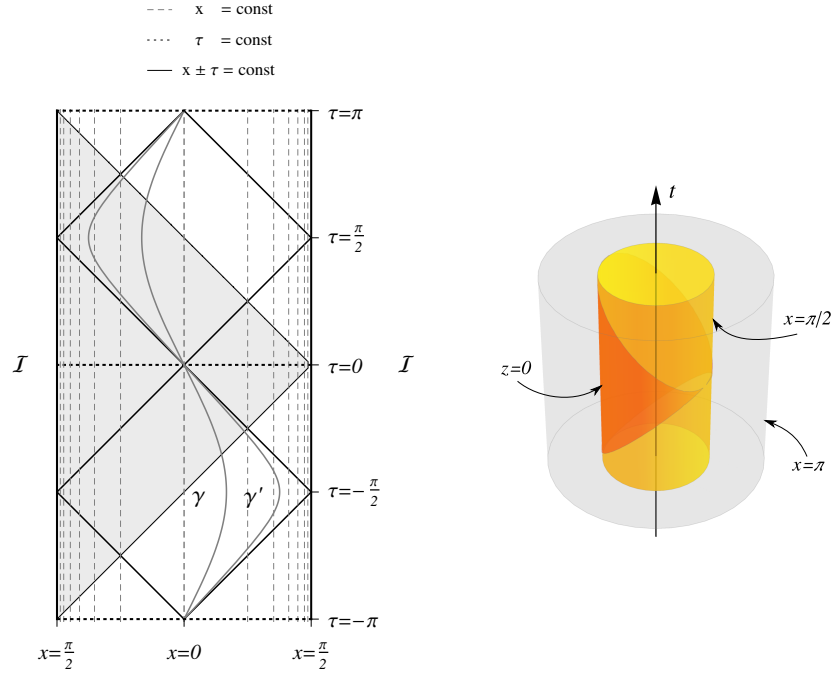 x = const
τ = const
x ± τ = const
τ=π
τ=π/2
I τ=0 I
γ γ′
τ=−π/2
τ=−π
x=π/2 x=0 x=π/2
t
x=π/2
z=0
x=π